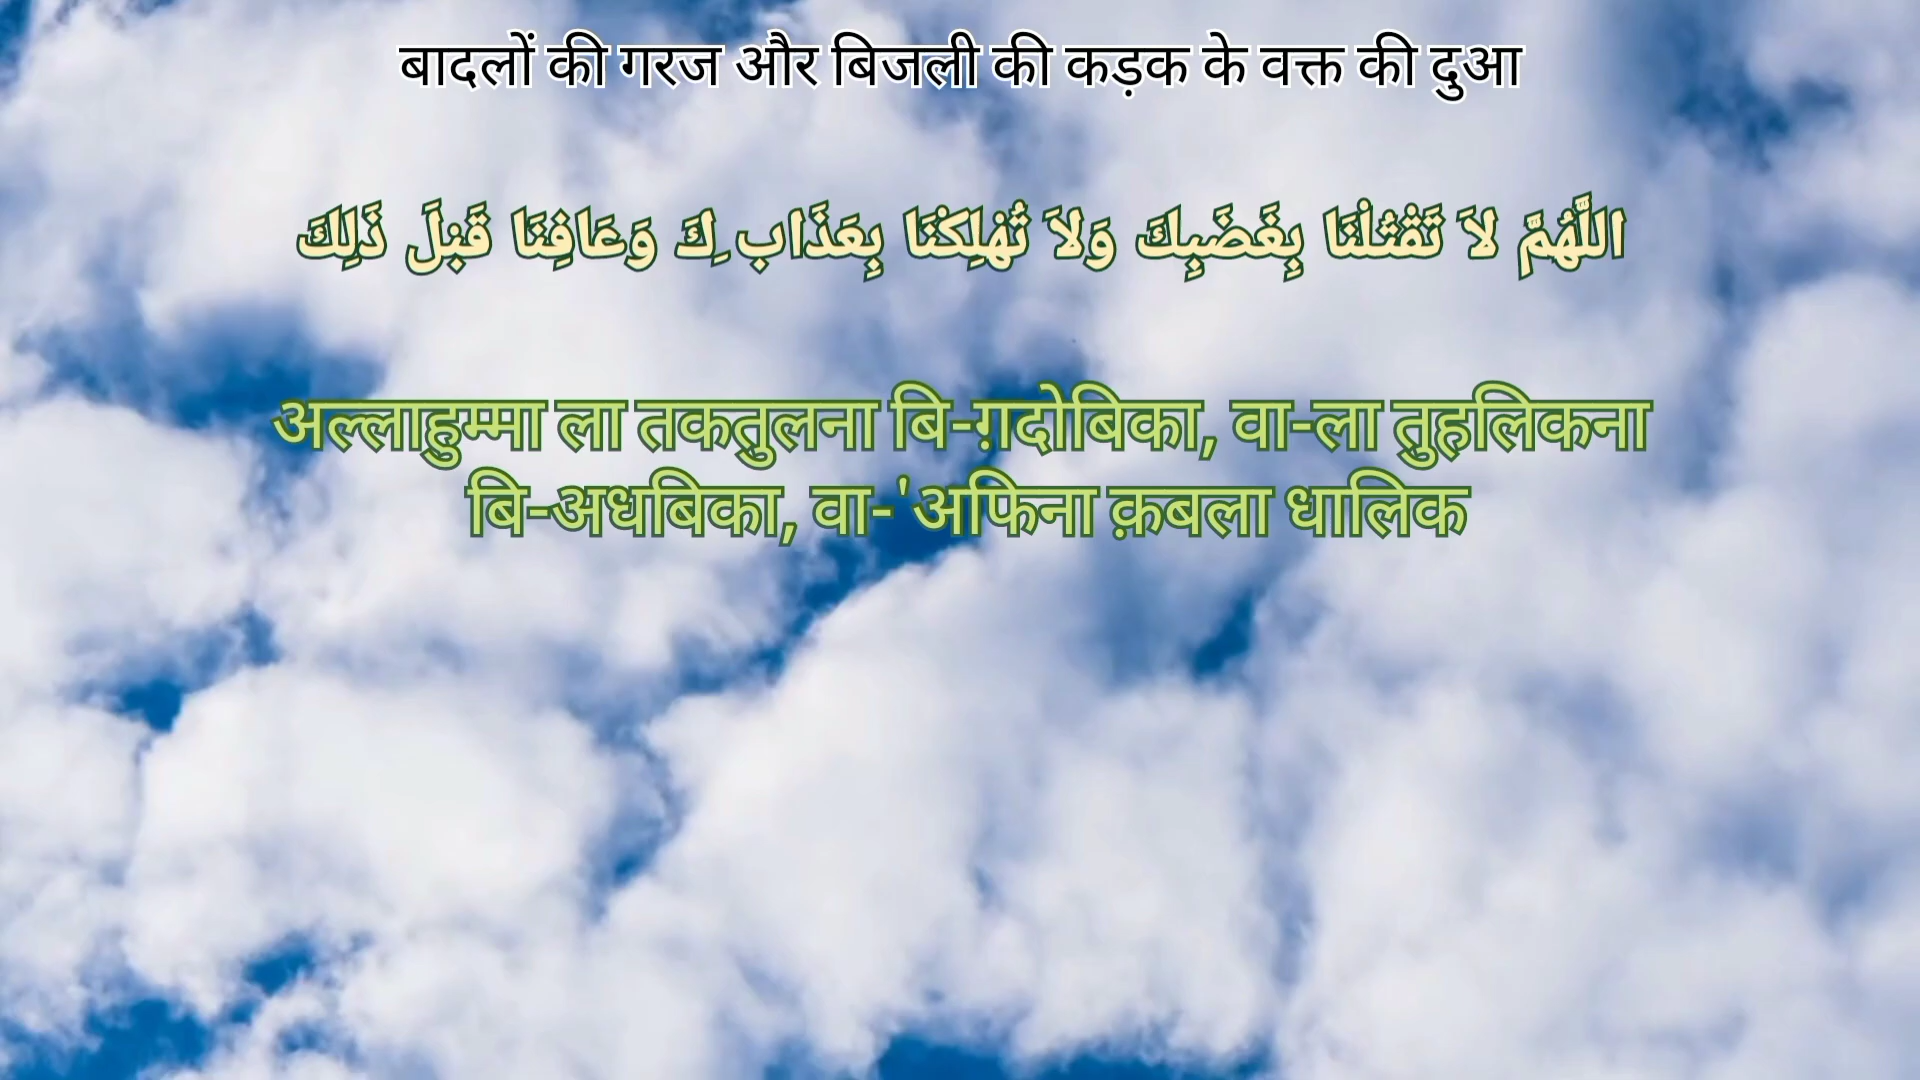 बादलों की गरज और बिजली की कड़क के वक्त की दुआ
اللَّهُمَّ لاَ تَقْتُلْنَا بِغَضَبِكَ وَلاَ تُهْلِكْنَا بِعَذَاب ِكَ وَعَافِنَا قَبْلَ ذَلِكَ
अल्लाहुम्मा ला तकतुलना बि-ग़दोबिका, वा-ला तुहलिकना
बि-अधबिका, वा-'अफिना क़बला धालिक